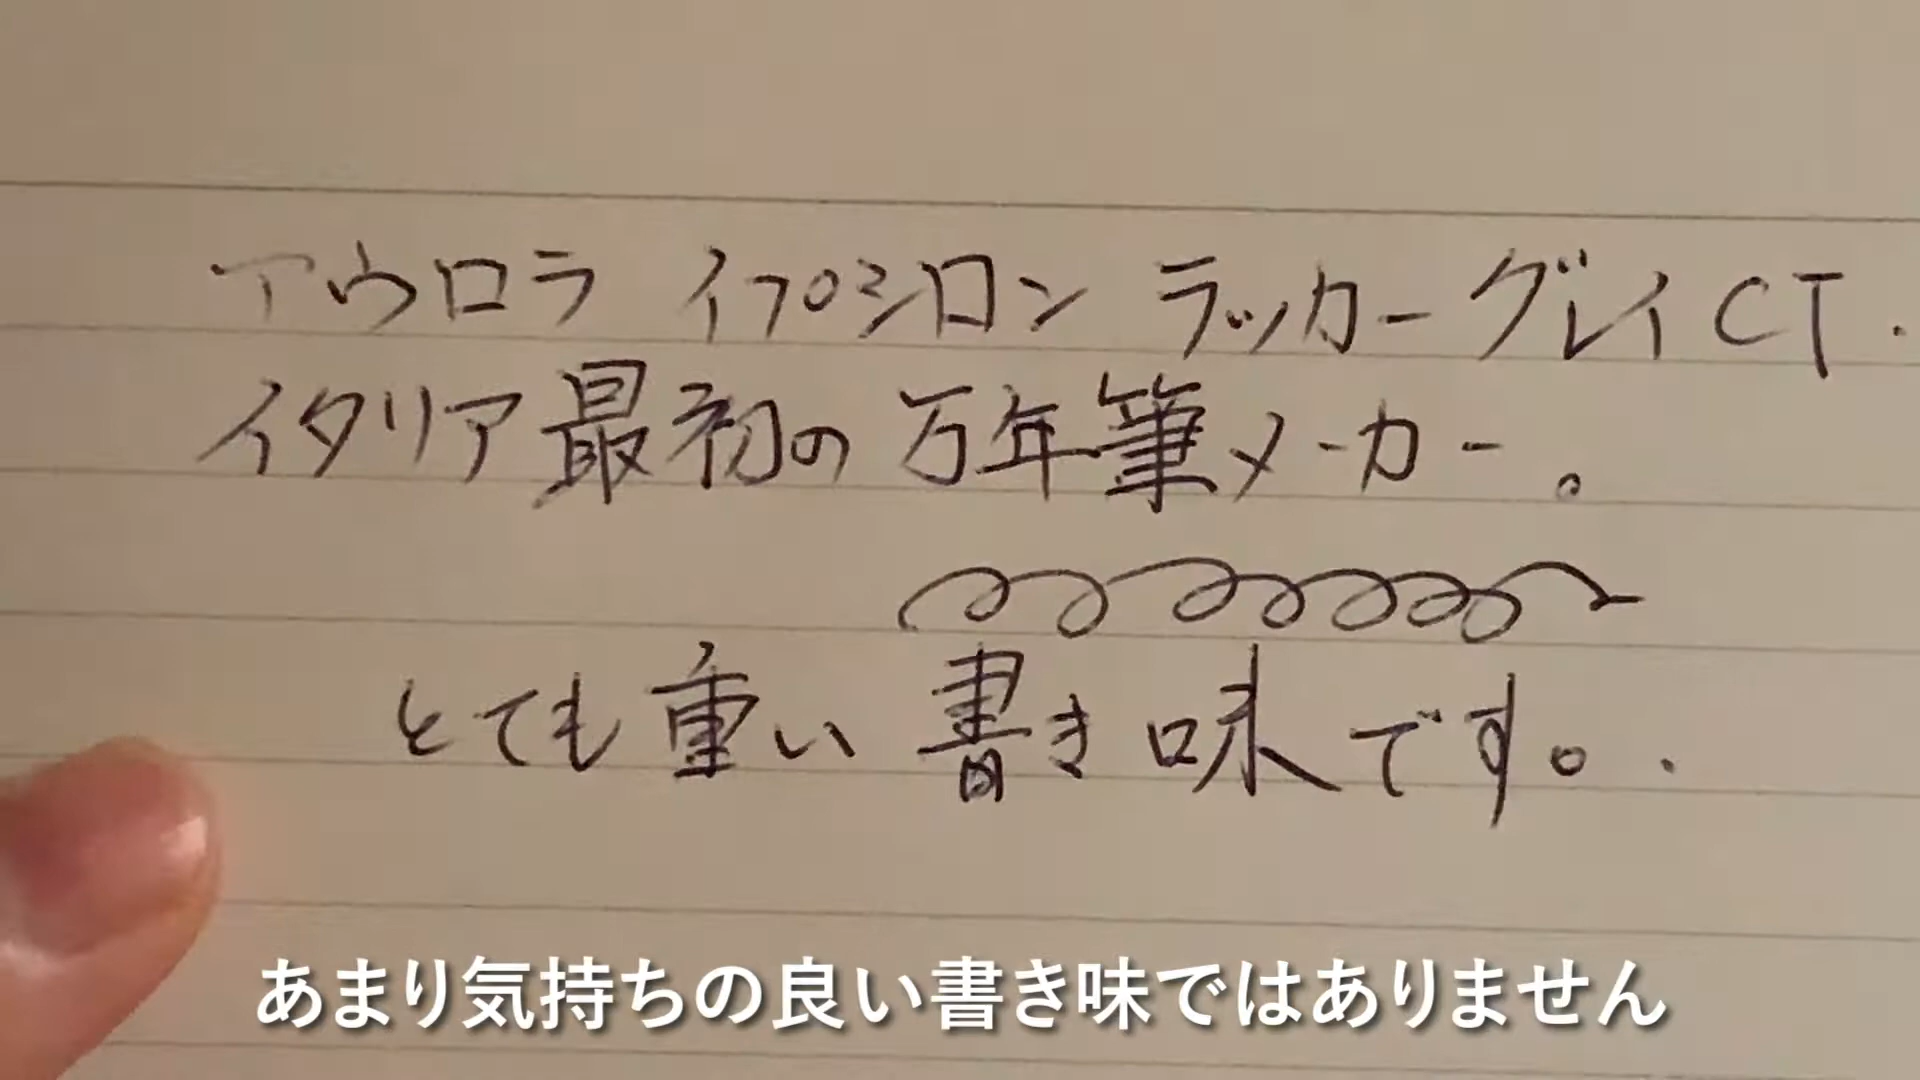 アウロラ イプシロン ラッカーグレイCT.
イタリア最初の万年筆メーカー。
とても重い書き味です。.
あまり気持ちの良い書き味ではありません